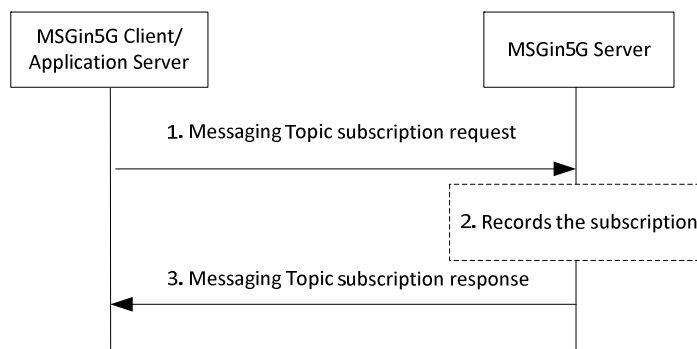 MSGin5G Client/
Application Server
MSGin5G Server
1. Messaging Topic subscription request
2. Records the subscription
3. Messaging Topic subscription response